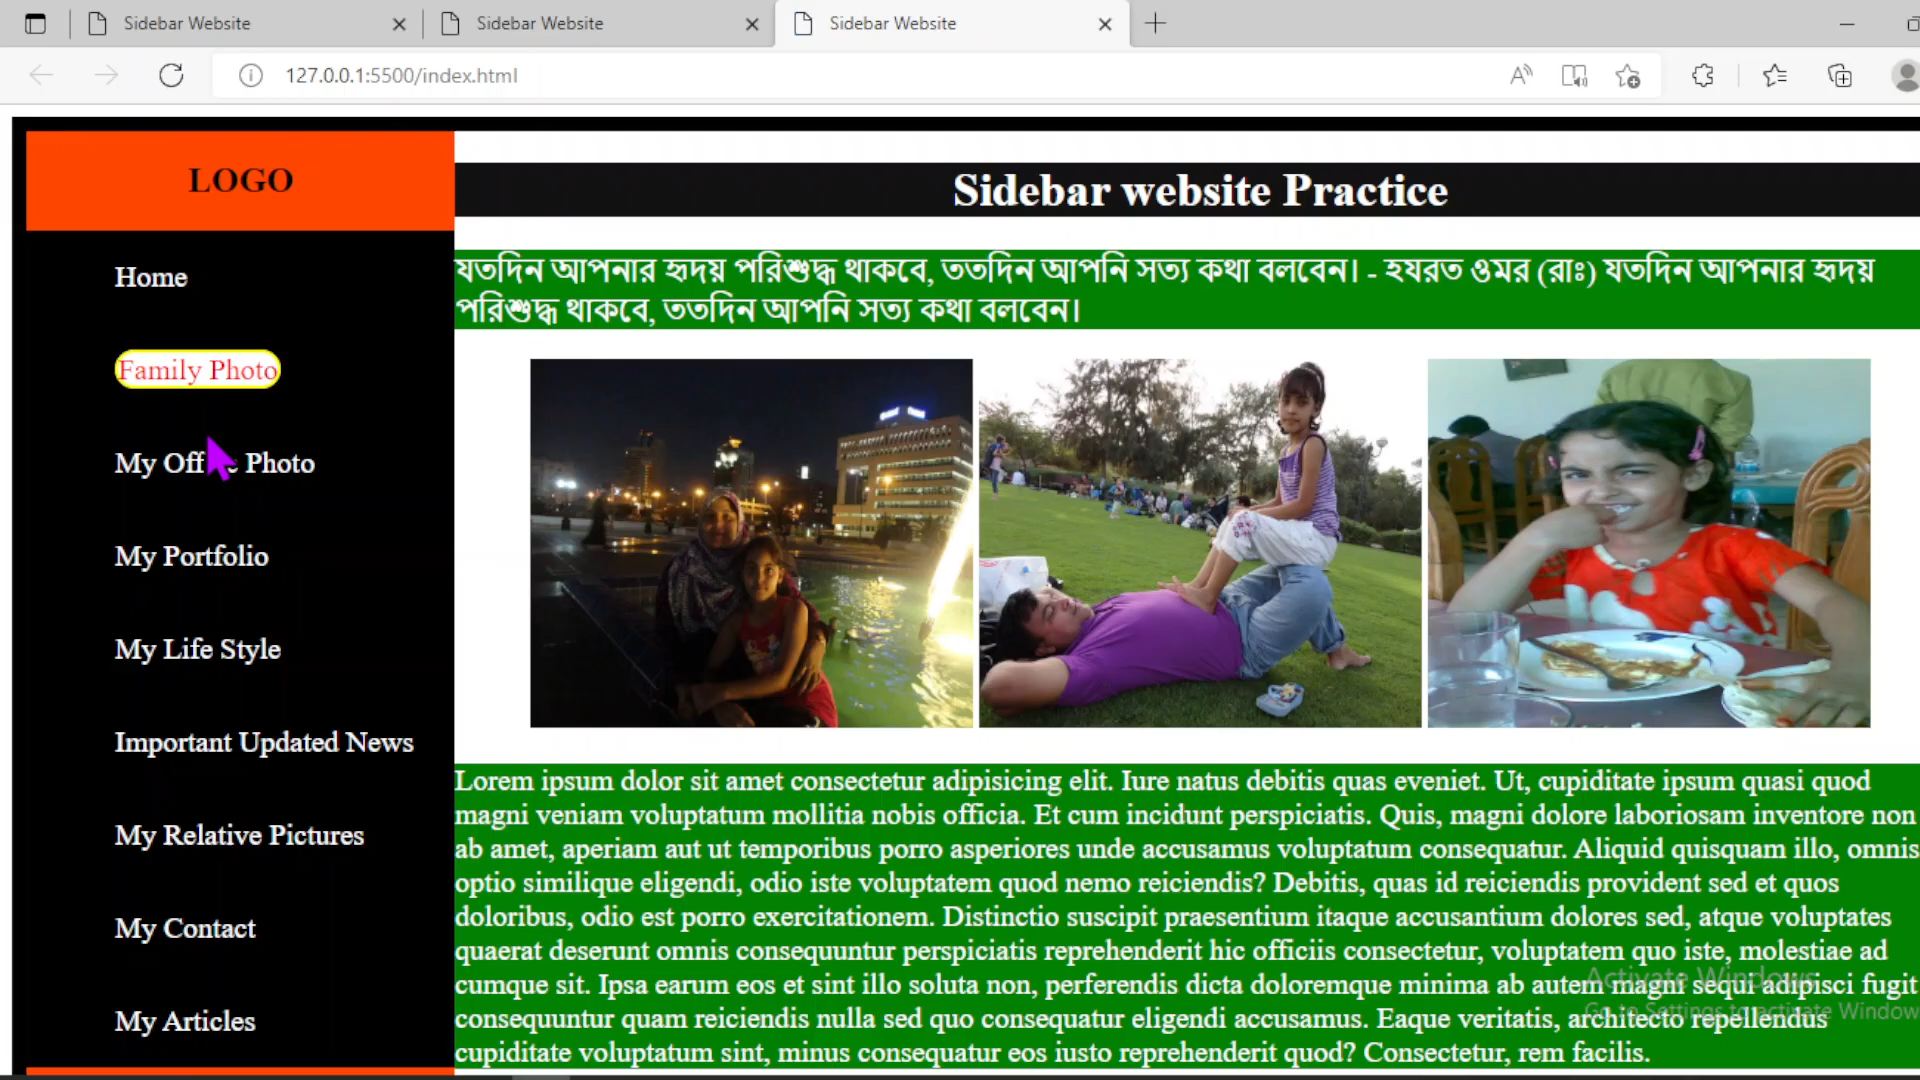 Sidebar Website
Sidebar Website
Sidebar Website
127.0.0.1:5500/index.html
LOGO
Home
Family Photo
My Photo
My Portfolio
My Life Style
Important Updated News
My Relative Pictures
My Contact
My Articles
Sidebar website Practice
যতদিন আপনার হৃদয় পরিশুদ্ধ থাকবে, ততদিন আপনি সত্য কথা বলবেন। - হযরত ওমর (রাঃ) যতদিন আপনার হৃদয়
পরিশুদ্ধ থাকবে, ততদিন আপনি সত্য কথা বলবেন।
Lorem ipsum dolor sit amet consectetur adipisicing elit. Iure natus debitis quas eveniet. Ut, cupiditate ipsum quasi quod
magni veniam voluptatum mollitia nobis officia. Et cum incidunt perspiciatis. Quis, magni dolore laboriosam inventore non
ab amet, aperiam aut ut temporibus porro asperiores unde accusamus voluptatum consequatur. Aliquid quisquam illo, omnis
optio similique eligendi, odio iste voluptatem quod nemo reiciendis? Debitis, quas id reiciendis provident sed et quos
doloribus, odio est porro exercitationem. Distinctio suscipit praesentium itaque accusantium dolores sed, atque voluptates
quaerat deserunt omnis consequuntur perspiciatis reprehenderit hic officiis consectetur, voluptatem quo iste, molestiae ad
cumque sit. Ipsa earum eos et sint illo soluta non, perferendis dicta doloremque minima ab autem magni sequi adipisci fugit
consequuntur quam reiciendis nulla sed quo consequatur eligendi accusamus. Eaque veritatis, architecto repellendus
cupiditate voluptatum sint, minus consequatur eos iusto reprehenderit quod? Consectetur, rem facilis.
Activate Windows
Go to Settings to activate Window